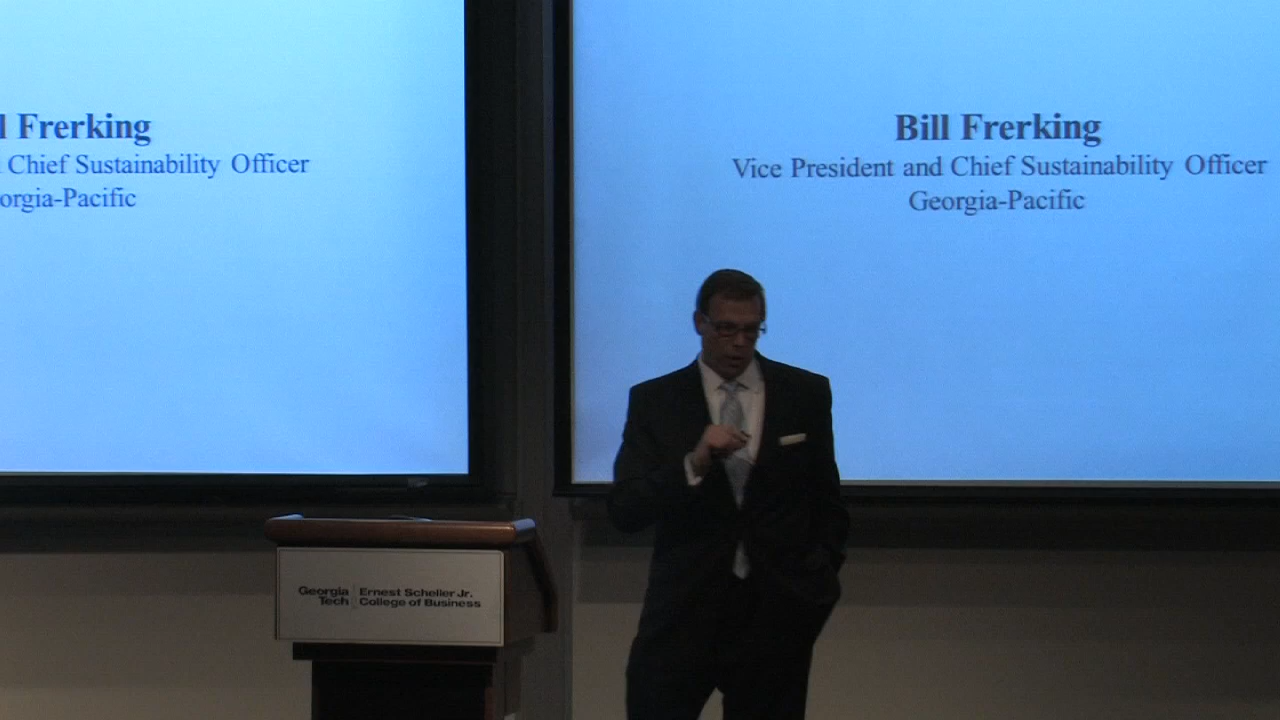 l Frerking
Chief Sustainability Officer
orgia-Pacific
Bill Frerking
Vice President and Chief Sustainability Officer
Georgia-Pacific
Georgia Tech
Ernest Scheller Jr.
College of Business